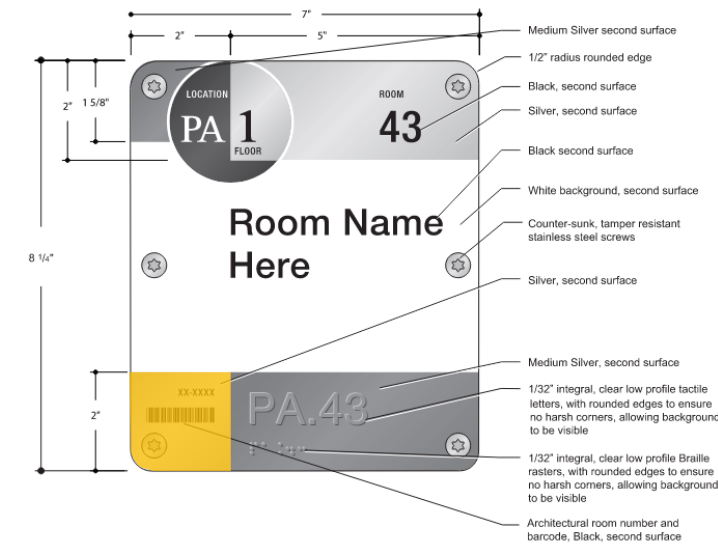 7"
2"
5"
2"
1 5/8"
8 1/4"
2"
LOCATION
PA
1
FLOOR
ROOM
43
Room Name
Here
XX-XXXX
PA.43
Medium Silver second surface
1/2" radius rounded edge
Black, second surface
Silver, second surface
Black second surface
White background, second surface
Counter-sunk, tamper resistant
stainless steel screws
Silver, second surface
Medium Silver, second surface
1/32" integral, clear low profile tactile
letters, with rounded edges to ensure
no harsh corners, allowing background
to be visible
1/32" integral, clear low profile Braille
rasters, with rounded edges to ensure
no harsh corners, allowing background
to be visible
Architectural room number and
barcode, Black, second surface